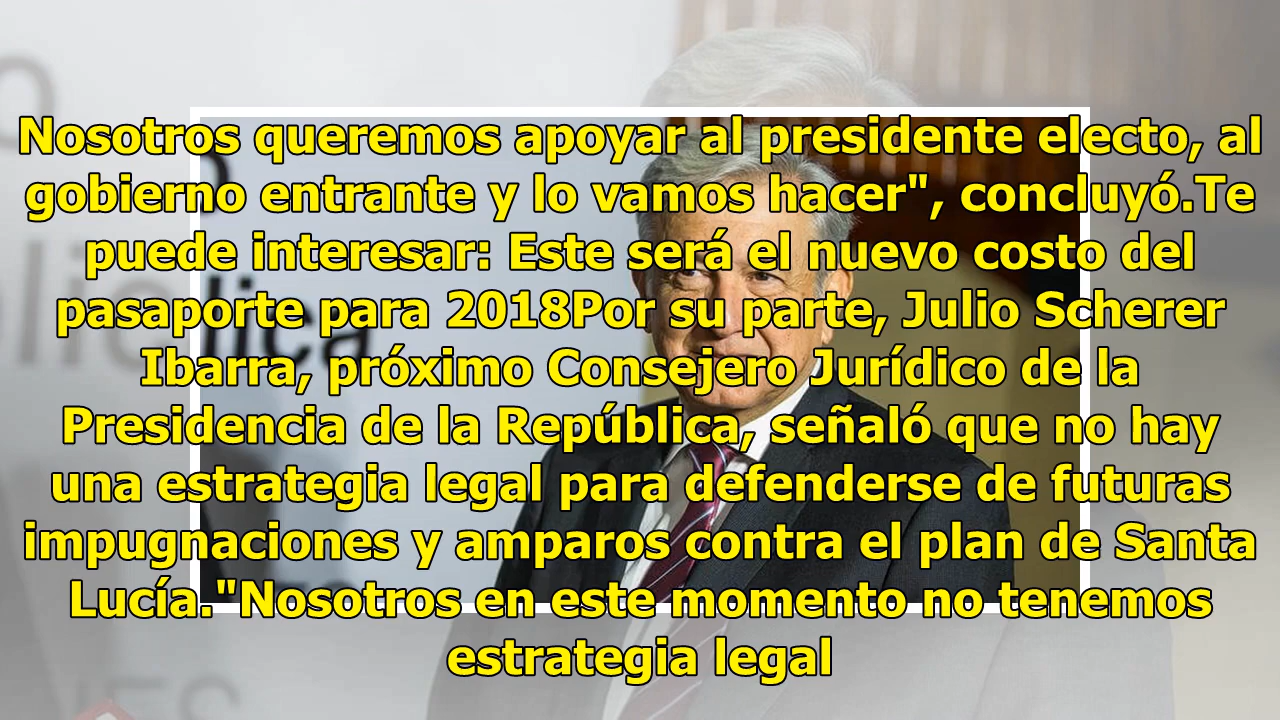 Nosotros queremos apoyar al presidente electo, al
gobierno entrante y lo vamos hacer", concluyó.Te
puede interesar: Este será el nuevo costo del
pasaporte para 2018Por su parte, Julio Scherer
Ibarra, próximo Consejero Jurídico de la
Presidencia de la República, señaló que no hay
una estrategia legal para defenderse de futuras
impugnaciones y amparos contra el plan de Santa
Lucía."Nosotros en este momento no tenemos
estrategia legal